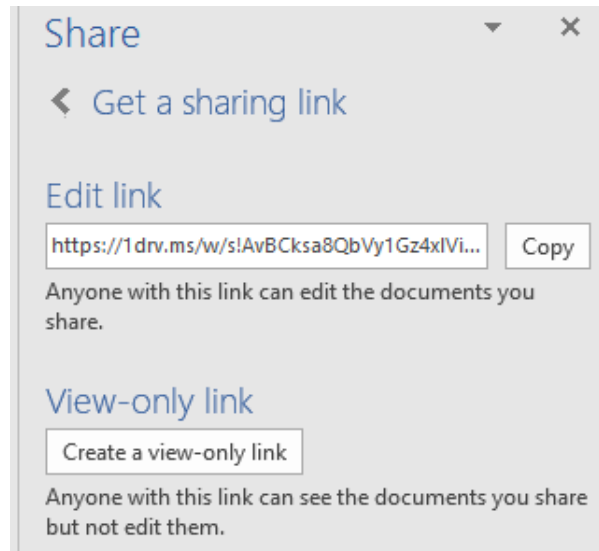 Share
Get a sharing link
Edit link
https://1drv.ms/w/s!AvBCksa8QbVy1Gz4xlVi... Copy
Anyone with this link can edit the documents you
share.
View-only link
Create a view-only link
Anyone with this link can see the documents you share
but not edit them.